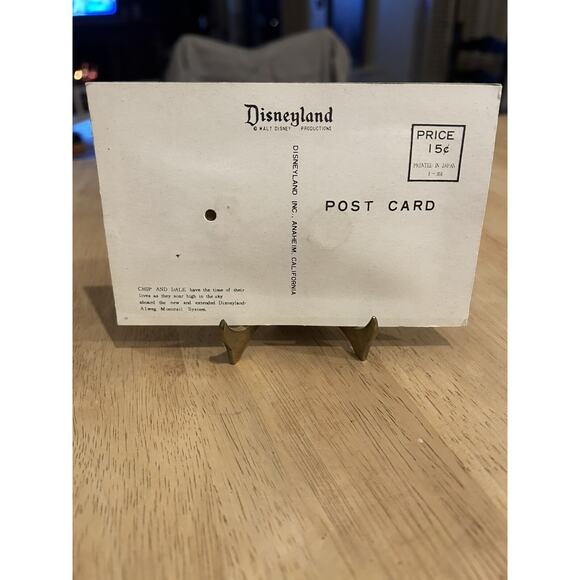 Disneyland
© WALT DISNEY PRODUCTIONS
PRICE
15¢
PRINTED IN JAPAN
DISNEYLAND INC., ANAHEIM, CALIFORNIA
POST CARD
CHIP AND DALE have the time of their
lives as they soar high in the sky
aboard the new and extended Disneyland-
Alweg Monorail System.